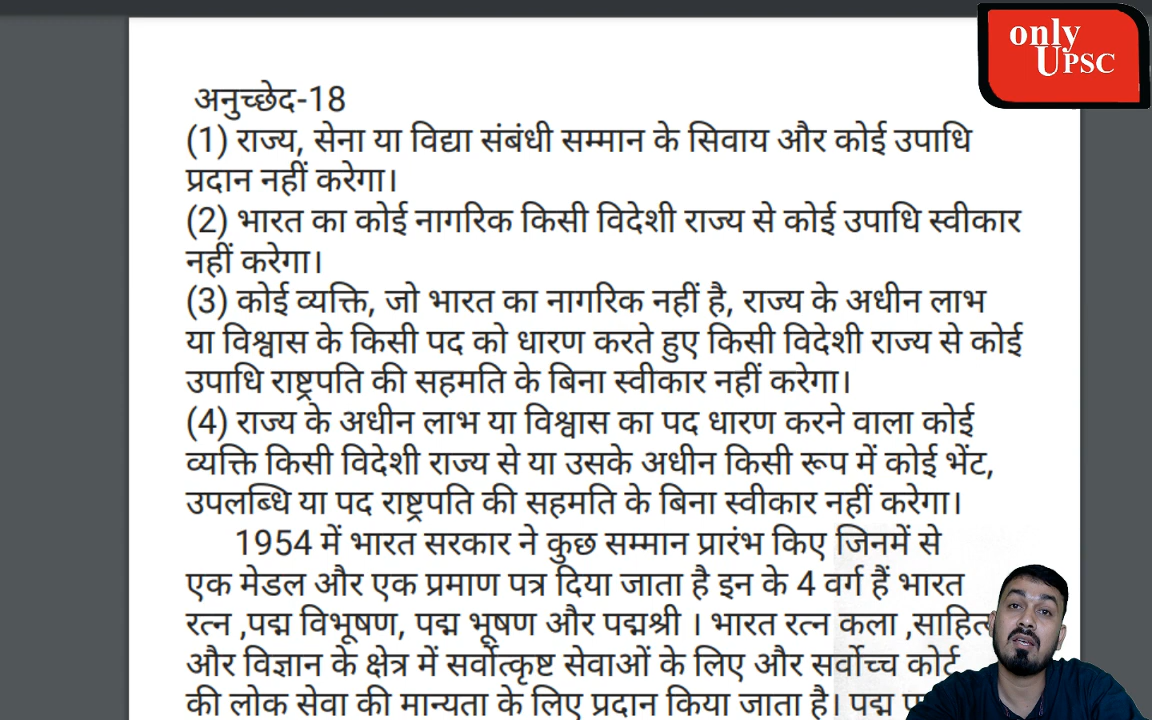 only
UPSC
अनुच्छेद-18
(1) राज्य, सेना या विद्या संबंधी सम्मान के सिवाय और कोई उपाधि
प्रदान नहीं करेगा।
(2) भारत का कोई नागरिक किसी विदेशी राज्य से कोई उपाधि स्वीकार
नहीं करेगा।
(3) कोई व्यक्ति, जो भारत का नागरिक नहीं है, राज्य के अधीन लाभ
या विश्वास के किसी पद को धारण करते हुए किसी विदेशी राज्य से कोई
उपाधि राष्ट्रपति की सहमति के बिना स्वीकार नहीं करेगा।
(4) राज्य के अधीन लाभ या विश्वास का पद धारण करने वाला कोई
व्यक्ति किसी विदेशी राज्य से या उसके अधीन किसी रूप में कोई भेंट,
उपलब्धि या पद राष्ट्रपति की सहमति के बिना स्वीकार नहीं करेगा।
1954 में भारत सरकार ने कुछ सम्मान प्रारंभ किए जिनमें से
एक मेडल और एक प्रमाण पत्र दिया जाता है इन के 4 वर्ग हैं भारत
रत्न ,पद्म विभूषण, पद्म भूषण और पद्मश्री । भारत रत्न कला ,
और विज्ञान के क्षेत्र में सर्वोत्कृष्ट सेवाओं के लिए और सर्वोच्च कोर्ट
की लोक सेवा की मान्यता के लिए प्रदान किया जाता है। पद्म